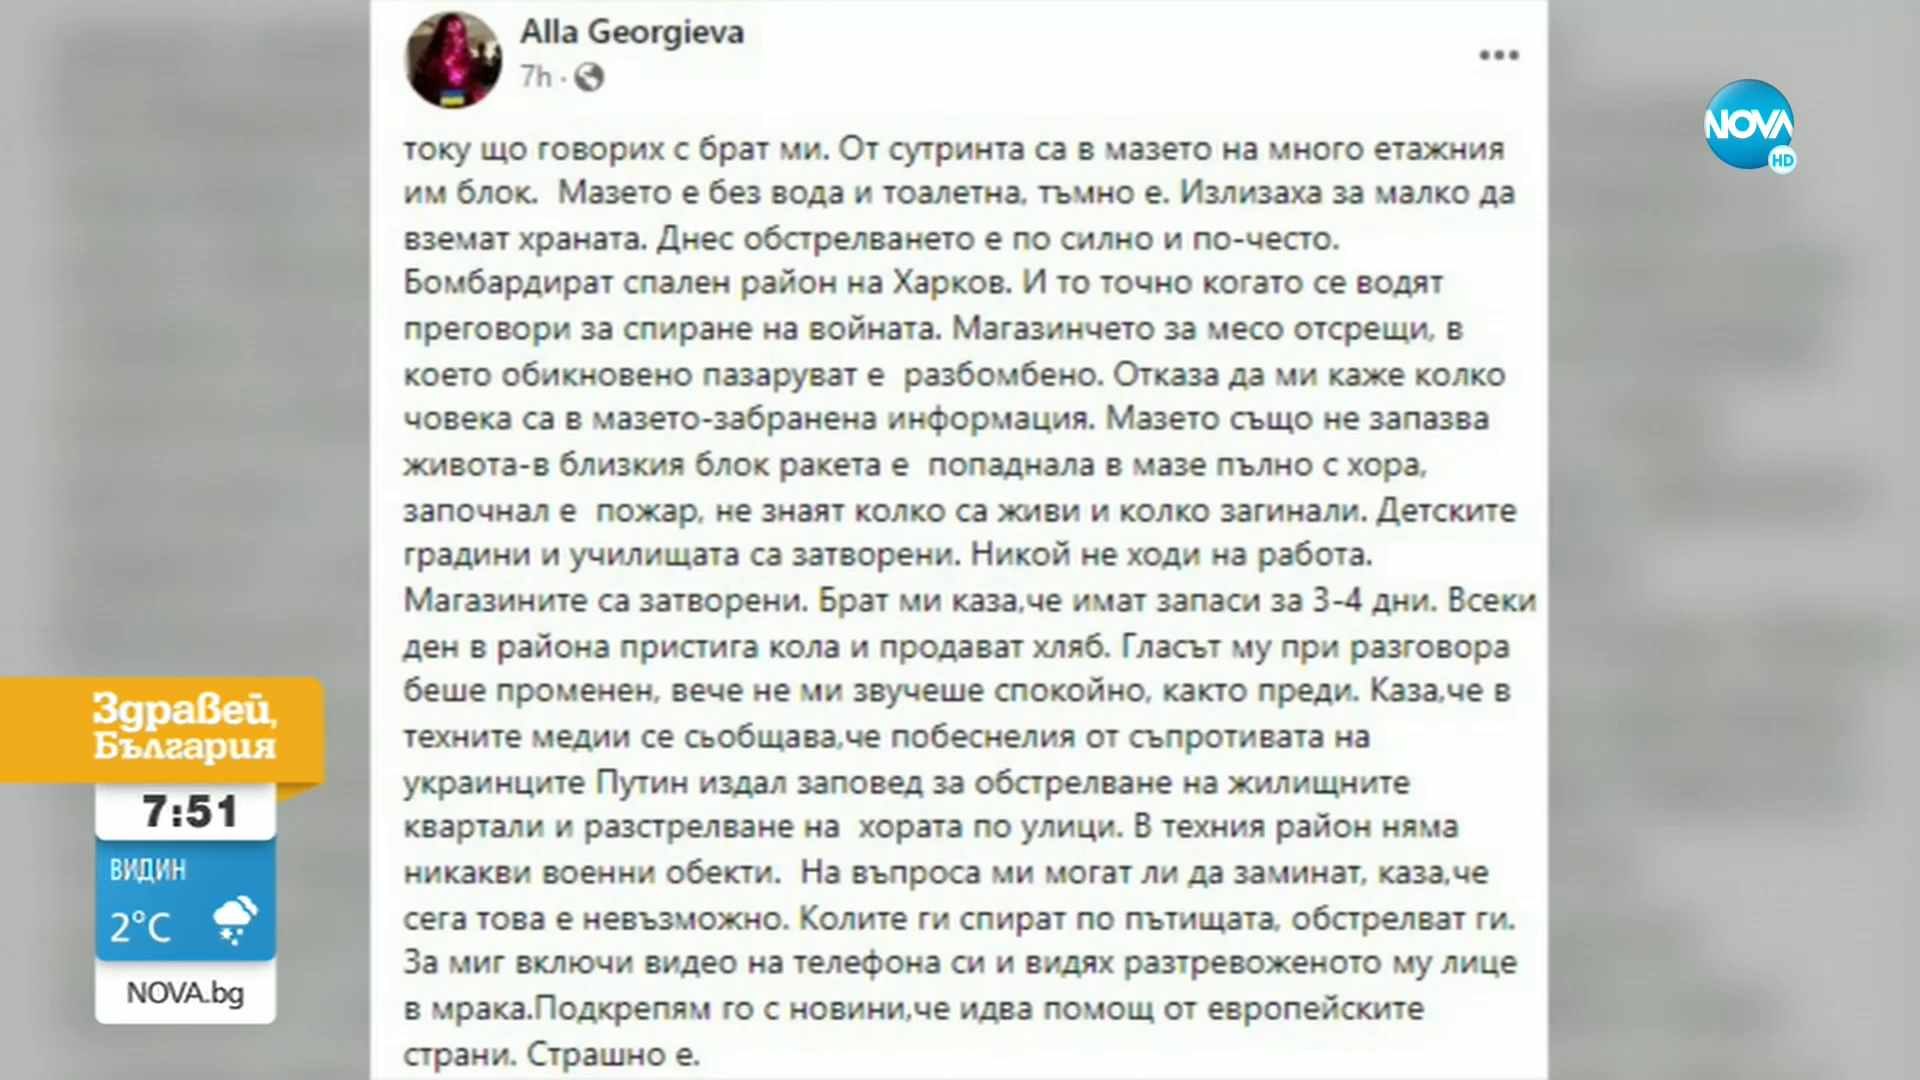 Alla Georgieva
7h ·
току що говорих с брат ми. От сутринта са в мазето на много етажния
им блок. Мазето е без вода и тоалетна, тъмно е. Излизаха за малко да
вземат храната. Днес обстрелването е по силно и по-често.
Бомбардират спален район на Харков. И то точно когато се водят
преговори за спиране на войната. Магазинчето за месо отсрещи, в
което обикновено пазаруват е разбомбено. Отказа да ми каже колко
човека са в мазето-забранена информация. Мазето също не запазва
живота-в близкия блок ракета е попаднала в мазе пълно с хора,
започнал е пожар, не знаят колко са живи и колко загинали. Детските
градини и училищата са затворени. Никой не ходи на работа.
Магазините са затворени. Брат ми каза,че имат запаси за 3-4 дни. Всеки
ден в района пристига кола и продават хляб. Гласът му при разговора
беше променен, вече не ми звучеше спокойно, както преди. Каза,че в
техните медии се сьобщава,че побеснелия от съпротивата на
украинците Путин издал заповед за обстрелване на жилищните
квартали и разстрелване на хората по улици. В техния район няма
никакви военни обекти. На въпроса ми могат ли да заминат, каза,че
сега това е невъзможно. Колите ги спират по пътищата, обстрелват ги.
За миг включи видео на телефона си и видях разтревоженото му лице
в мрака.Подкрепям го с новини,че идва помощ от европейските
страни. Страшно е.
NOVA
HD
Здравей,
България
7:51
ВИДИН
2°C
NOVA.bg